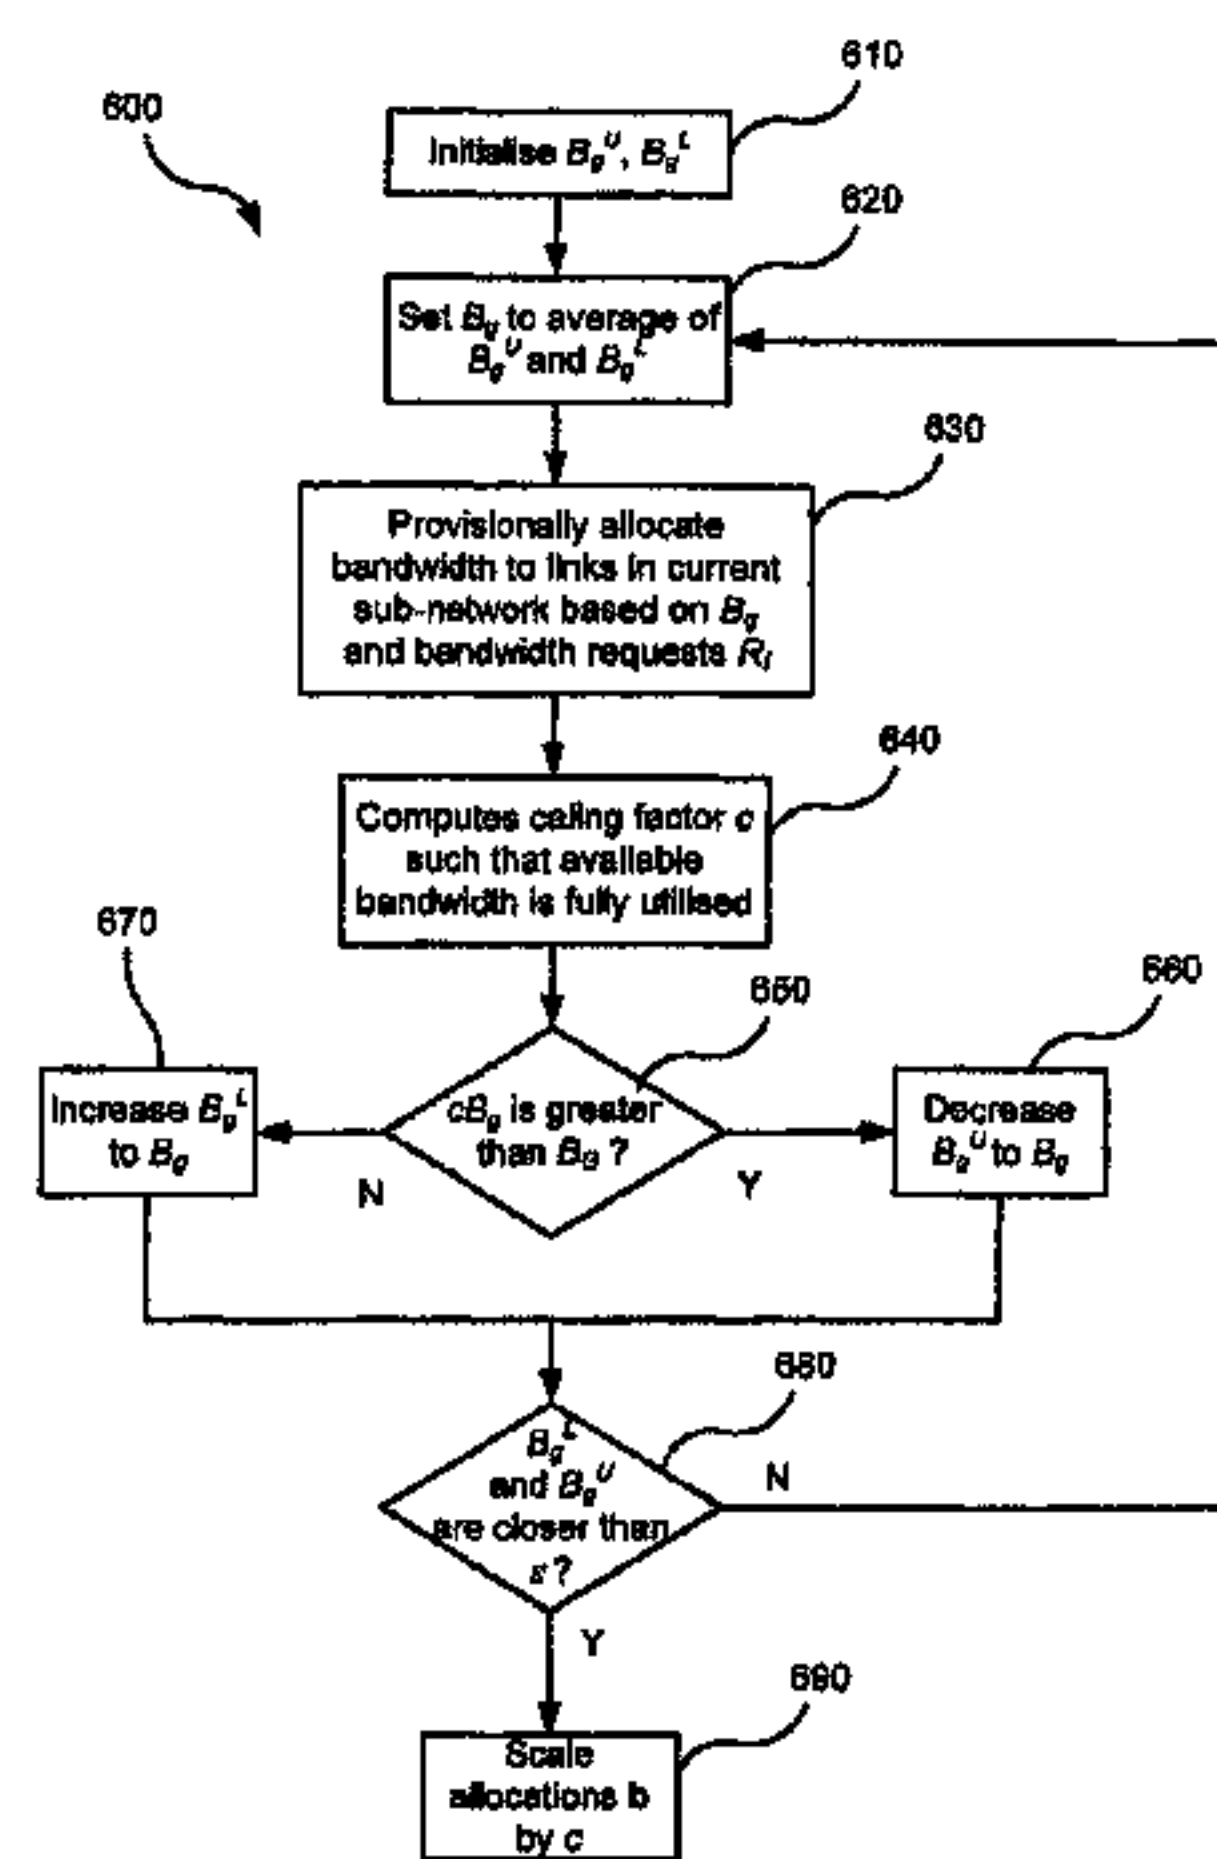 600
610
Initialise B_g^U, B_g^L
620
Set B_g to average of
B_g^U and B_g^L
630
Provisionally allocate
bandwidth to links in current
sub-network based on B_g
and bandwidth requests R_l
640
Computes caling factor c
such that available
bandwidth is fully utilised
670
650
660
Increase B_g^L
to B_g
cB_g is greater
than B_G ?
Decrease
B_g^U to B_g
N
Y
680
B_g^L
and B_g^U
are closer than
ε ?
N
Y
690
Scale
allocations b
by c